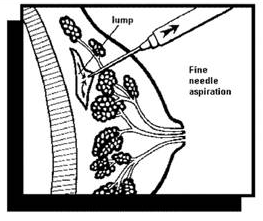 lump
Fine
needle
aspiration